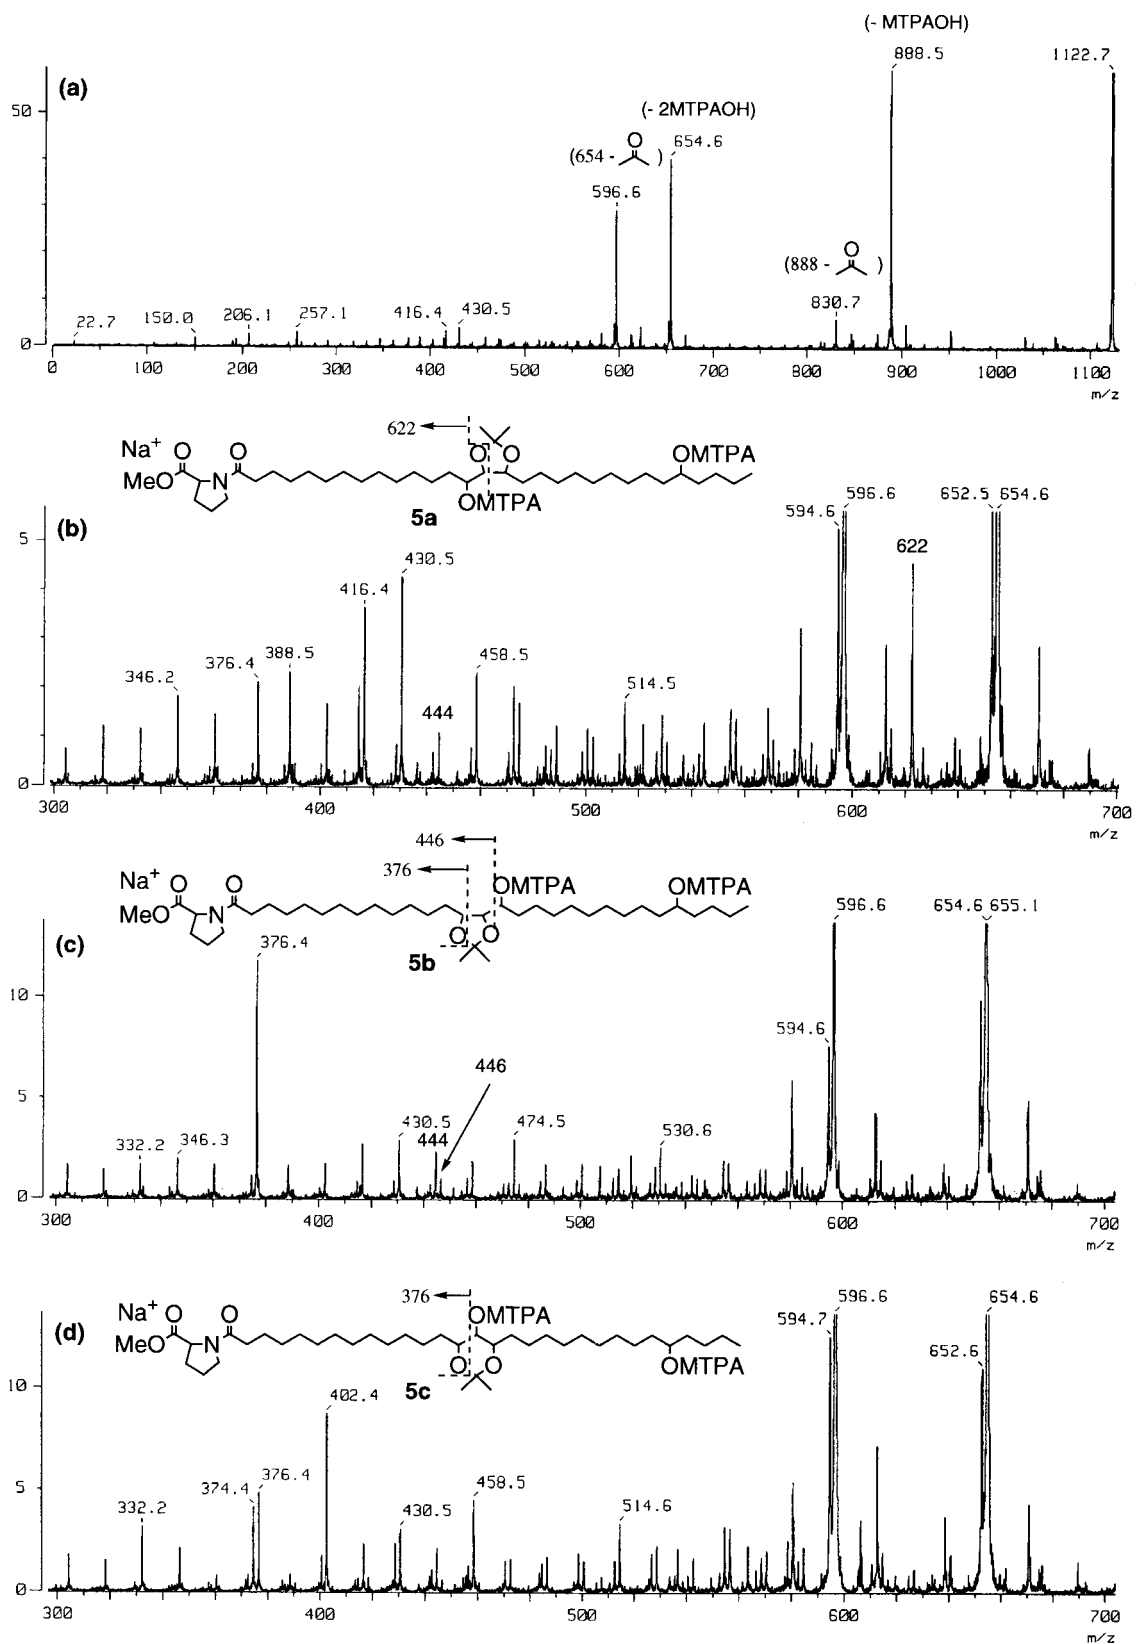 (- MTPAOH)
888.5
1122.7
(a)
50
(- 2MTPAOH)
(654 - O )
654.6
596.6
(888 - O )
830.7
22.7 150.0 206.1 257.1 416.4 430.5
0
0 100 200 300 400 500 600 700 800 900 1000 1100
m/z
622
Na+ O O O O OMTPA
MeO N
OMTPA
5a
(b)
5
594.6 596.6 652.5 654.6
622
430.5
416.4
388.5
376.4
346.2
458.5
444
514.5
0
300 400 500 600 700
m/z
446
376
Na+ O O OMTPA OMTPA
MeO N
O O
5b
(c)
596.6 654.6 655.1
376.4
10
594.6
446
5
430.5
444
474.5
530.6
332.2 346.3
0
300 400 500 600 700
m/z
376
Na+ O O OMTPA
MeO N
O O OMTPA
5c
(d)
594.7 596.6 654.6
652.6
10
402.4
5
374.4 376.4
458.5
332.2
430.5
514.6
0
300 400 500 600 700
m/z